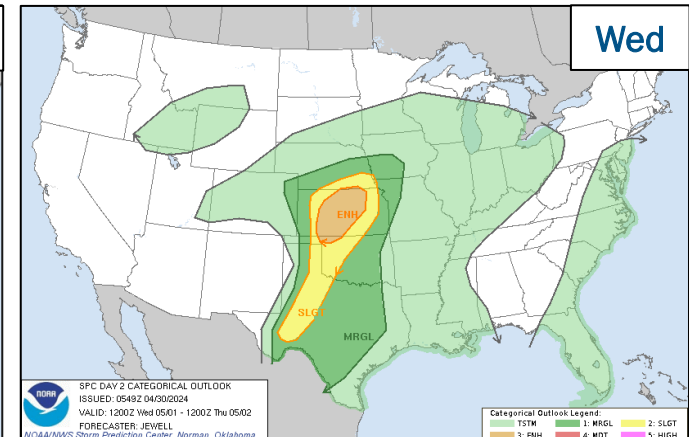 Wed
ENH
SLGT
MRGL
NOAA
SPC DAY 2 CATEGORICAL OUTLOOK
ISSUED: 0549Z 04/30/2024
VALID: 1200Z Wed 05/01 - 1200Z Thu 05/02
FORECASTER: JEWELL
NOAA/NWS Storm Prediction Center, Norman, Oklahoma
Categorical Outlook Legend:
TSTM 1: MRGL 2: SLGT
3: ENH 4: MDT 5: HIGH